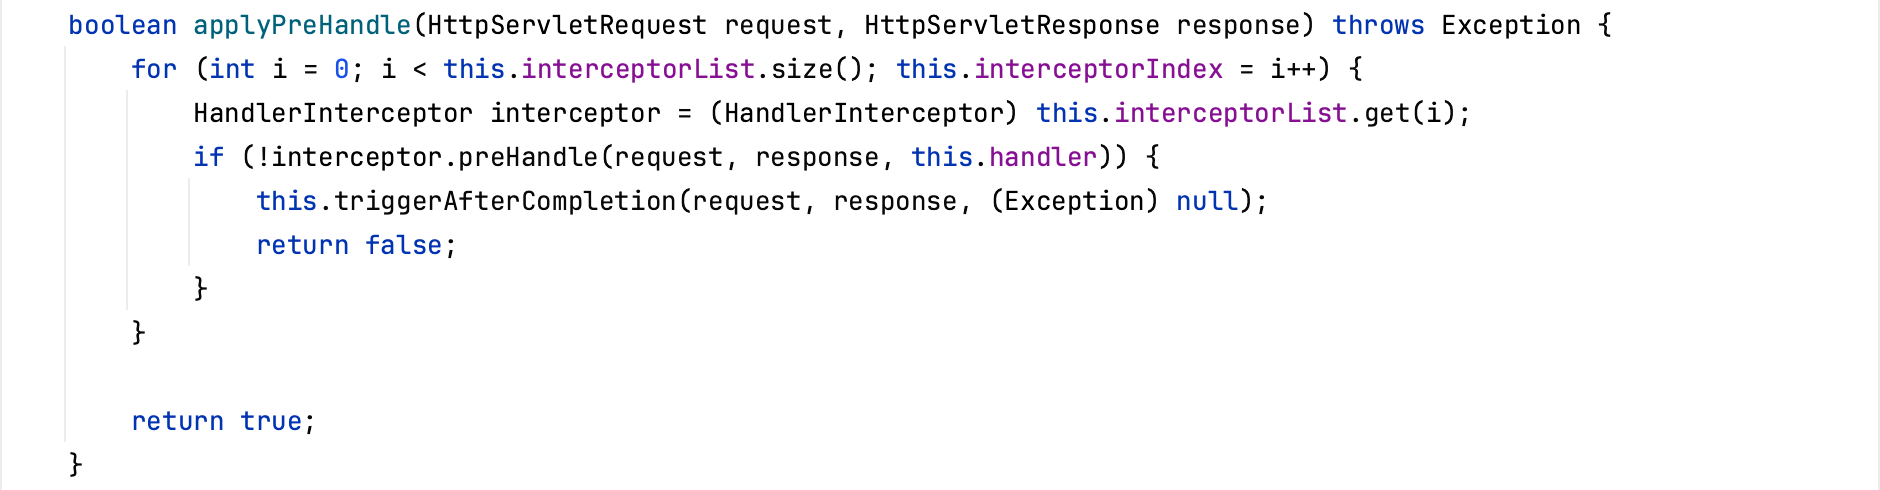 boolean applyPreHandle(HttpServletRequest request, HttpServletResponse response) throws Exception {
    for (int i = 0; i < this.interceptorList.size(); this.interceptorIndex = i++) {
        HandlerInterceptor interceptor = (HandlerInterceptor) this.interceptorList.get(i);
        if (!interceptor.preHandle(request, response, this.handler)) {
            this.triggerAfterCompletion(request, response, (Exception) null);
            return false;
        }
    }

    return true;
}